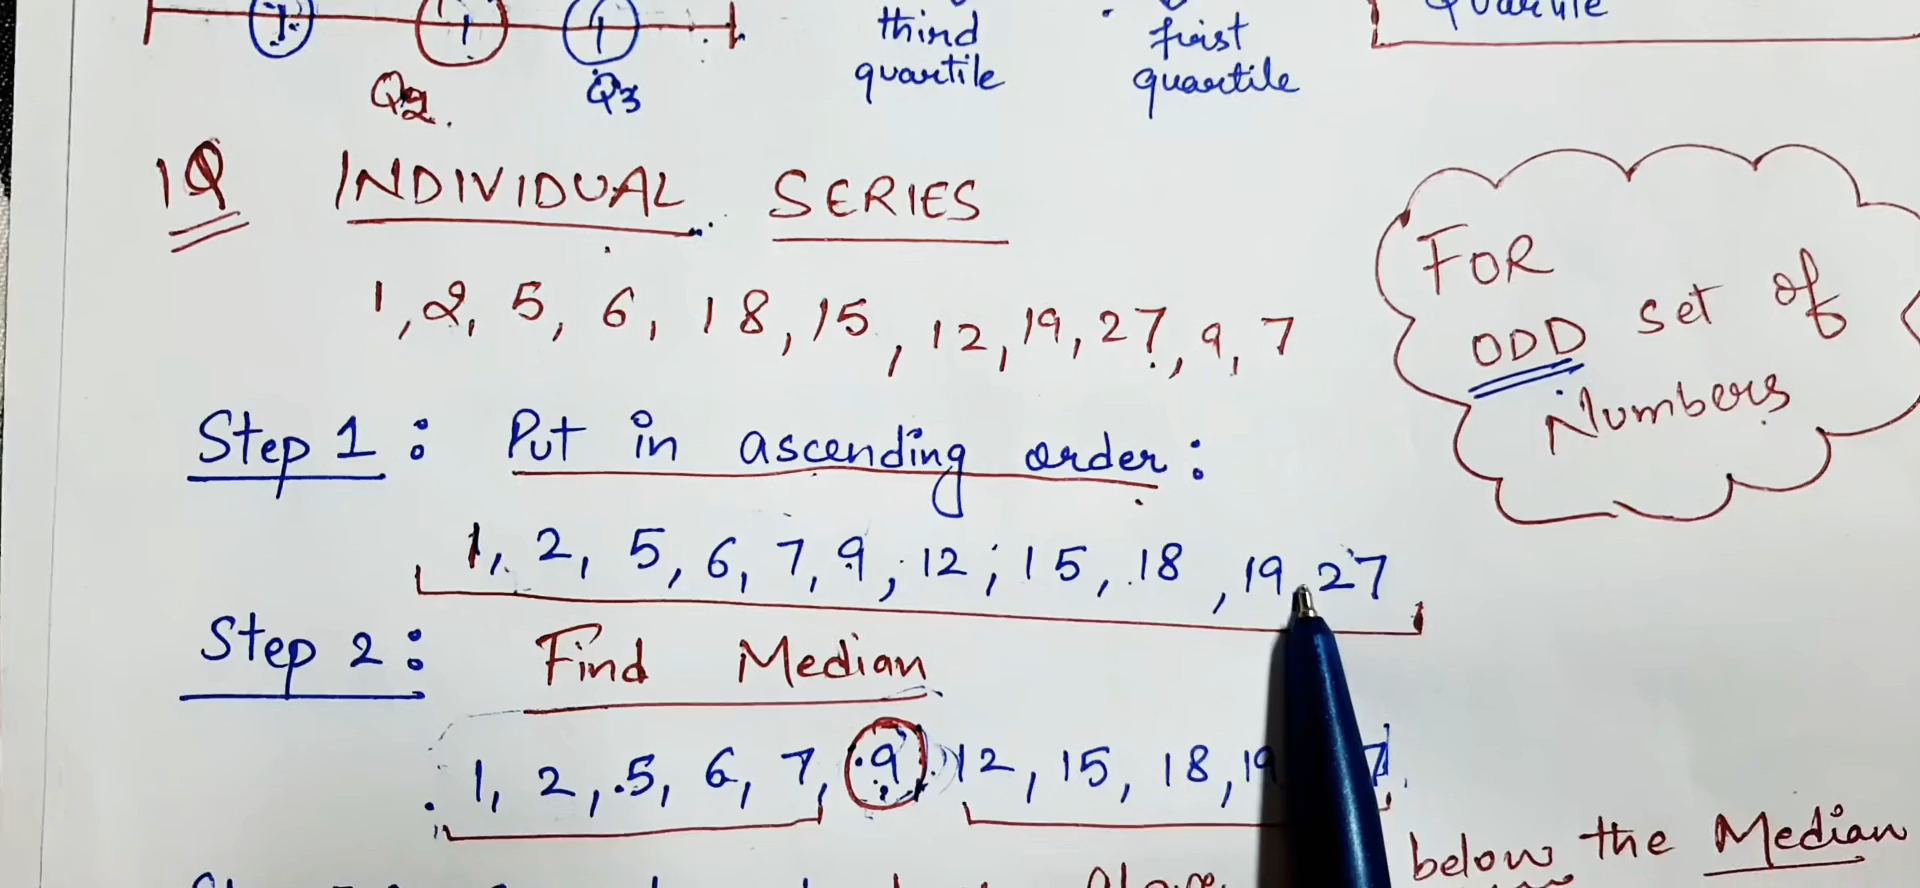 third first Quartile
quartile quartile
Q2. Q3
1Q INDIVIDUAL SERIES
1, 2, 5, 6, 18, 15, 12, 19, 27, 9, 7
FOR
ODD set of
Numbers
Step 1: Put in ascending order:
1, 2, 5, 6, 7, 9, 12, 15, 18, 19, 27
Step 2: Find Median
1, 2, 5, 6, 7, 9 12, 15, 18, 19 7
below the Median